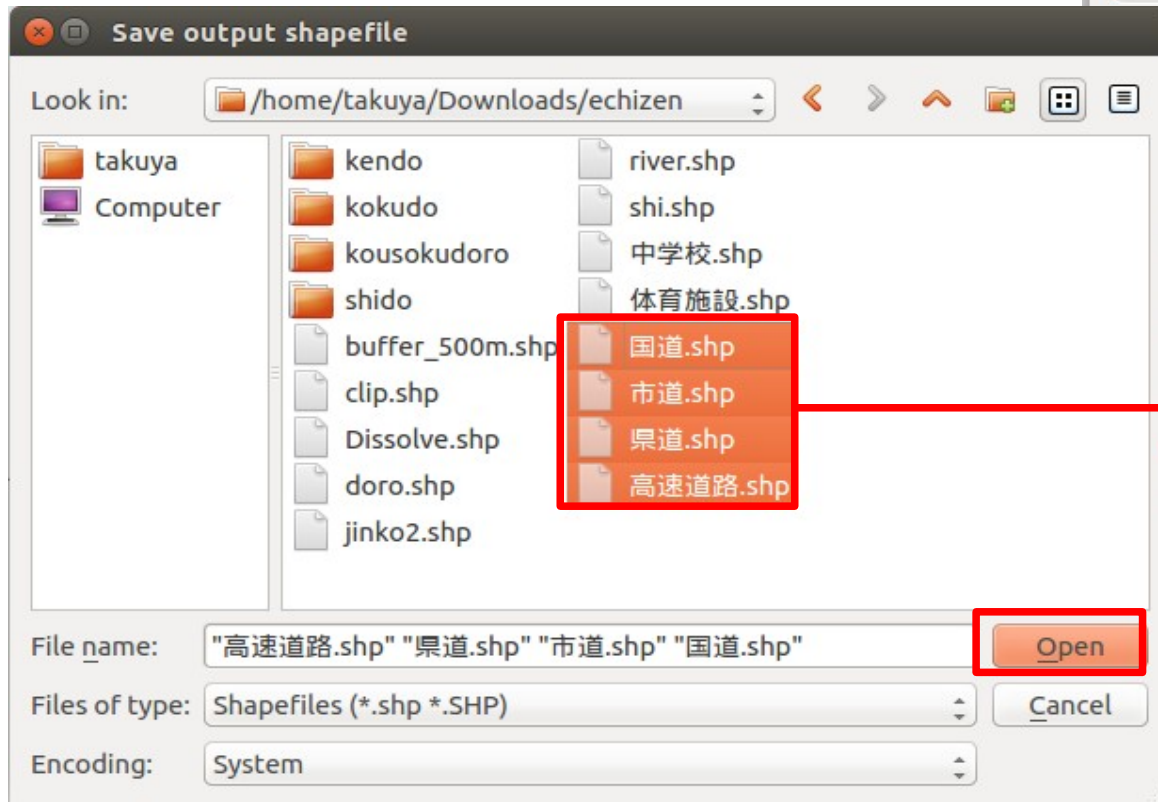 Save output shapefile
Look in:
/home/takuya/Downloads/echizen
takuya
Computer
kendo
kokudo
kousokudoro
shido
buffer_500m.shp
clip.shp
Dissolve.shp
doro.shp
jinko2.shp
river.shp
shi.shp
中学校.shp
体育施設.shp
国道.shp
市道.shp
県道.shp
高速道路.shp
File name:
"高速道路.shp" "県道.shp" "市道.shp" "国道.shp"
Open
Files of type:
Shapefiles (*.shp *.SHP)
Cancel
Encoding:
System